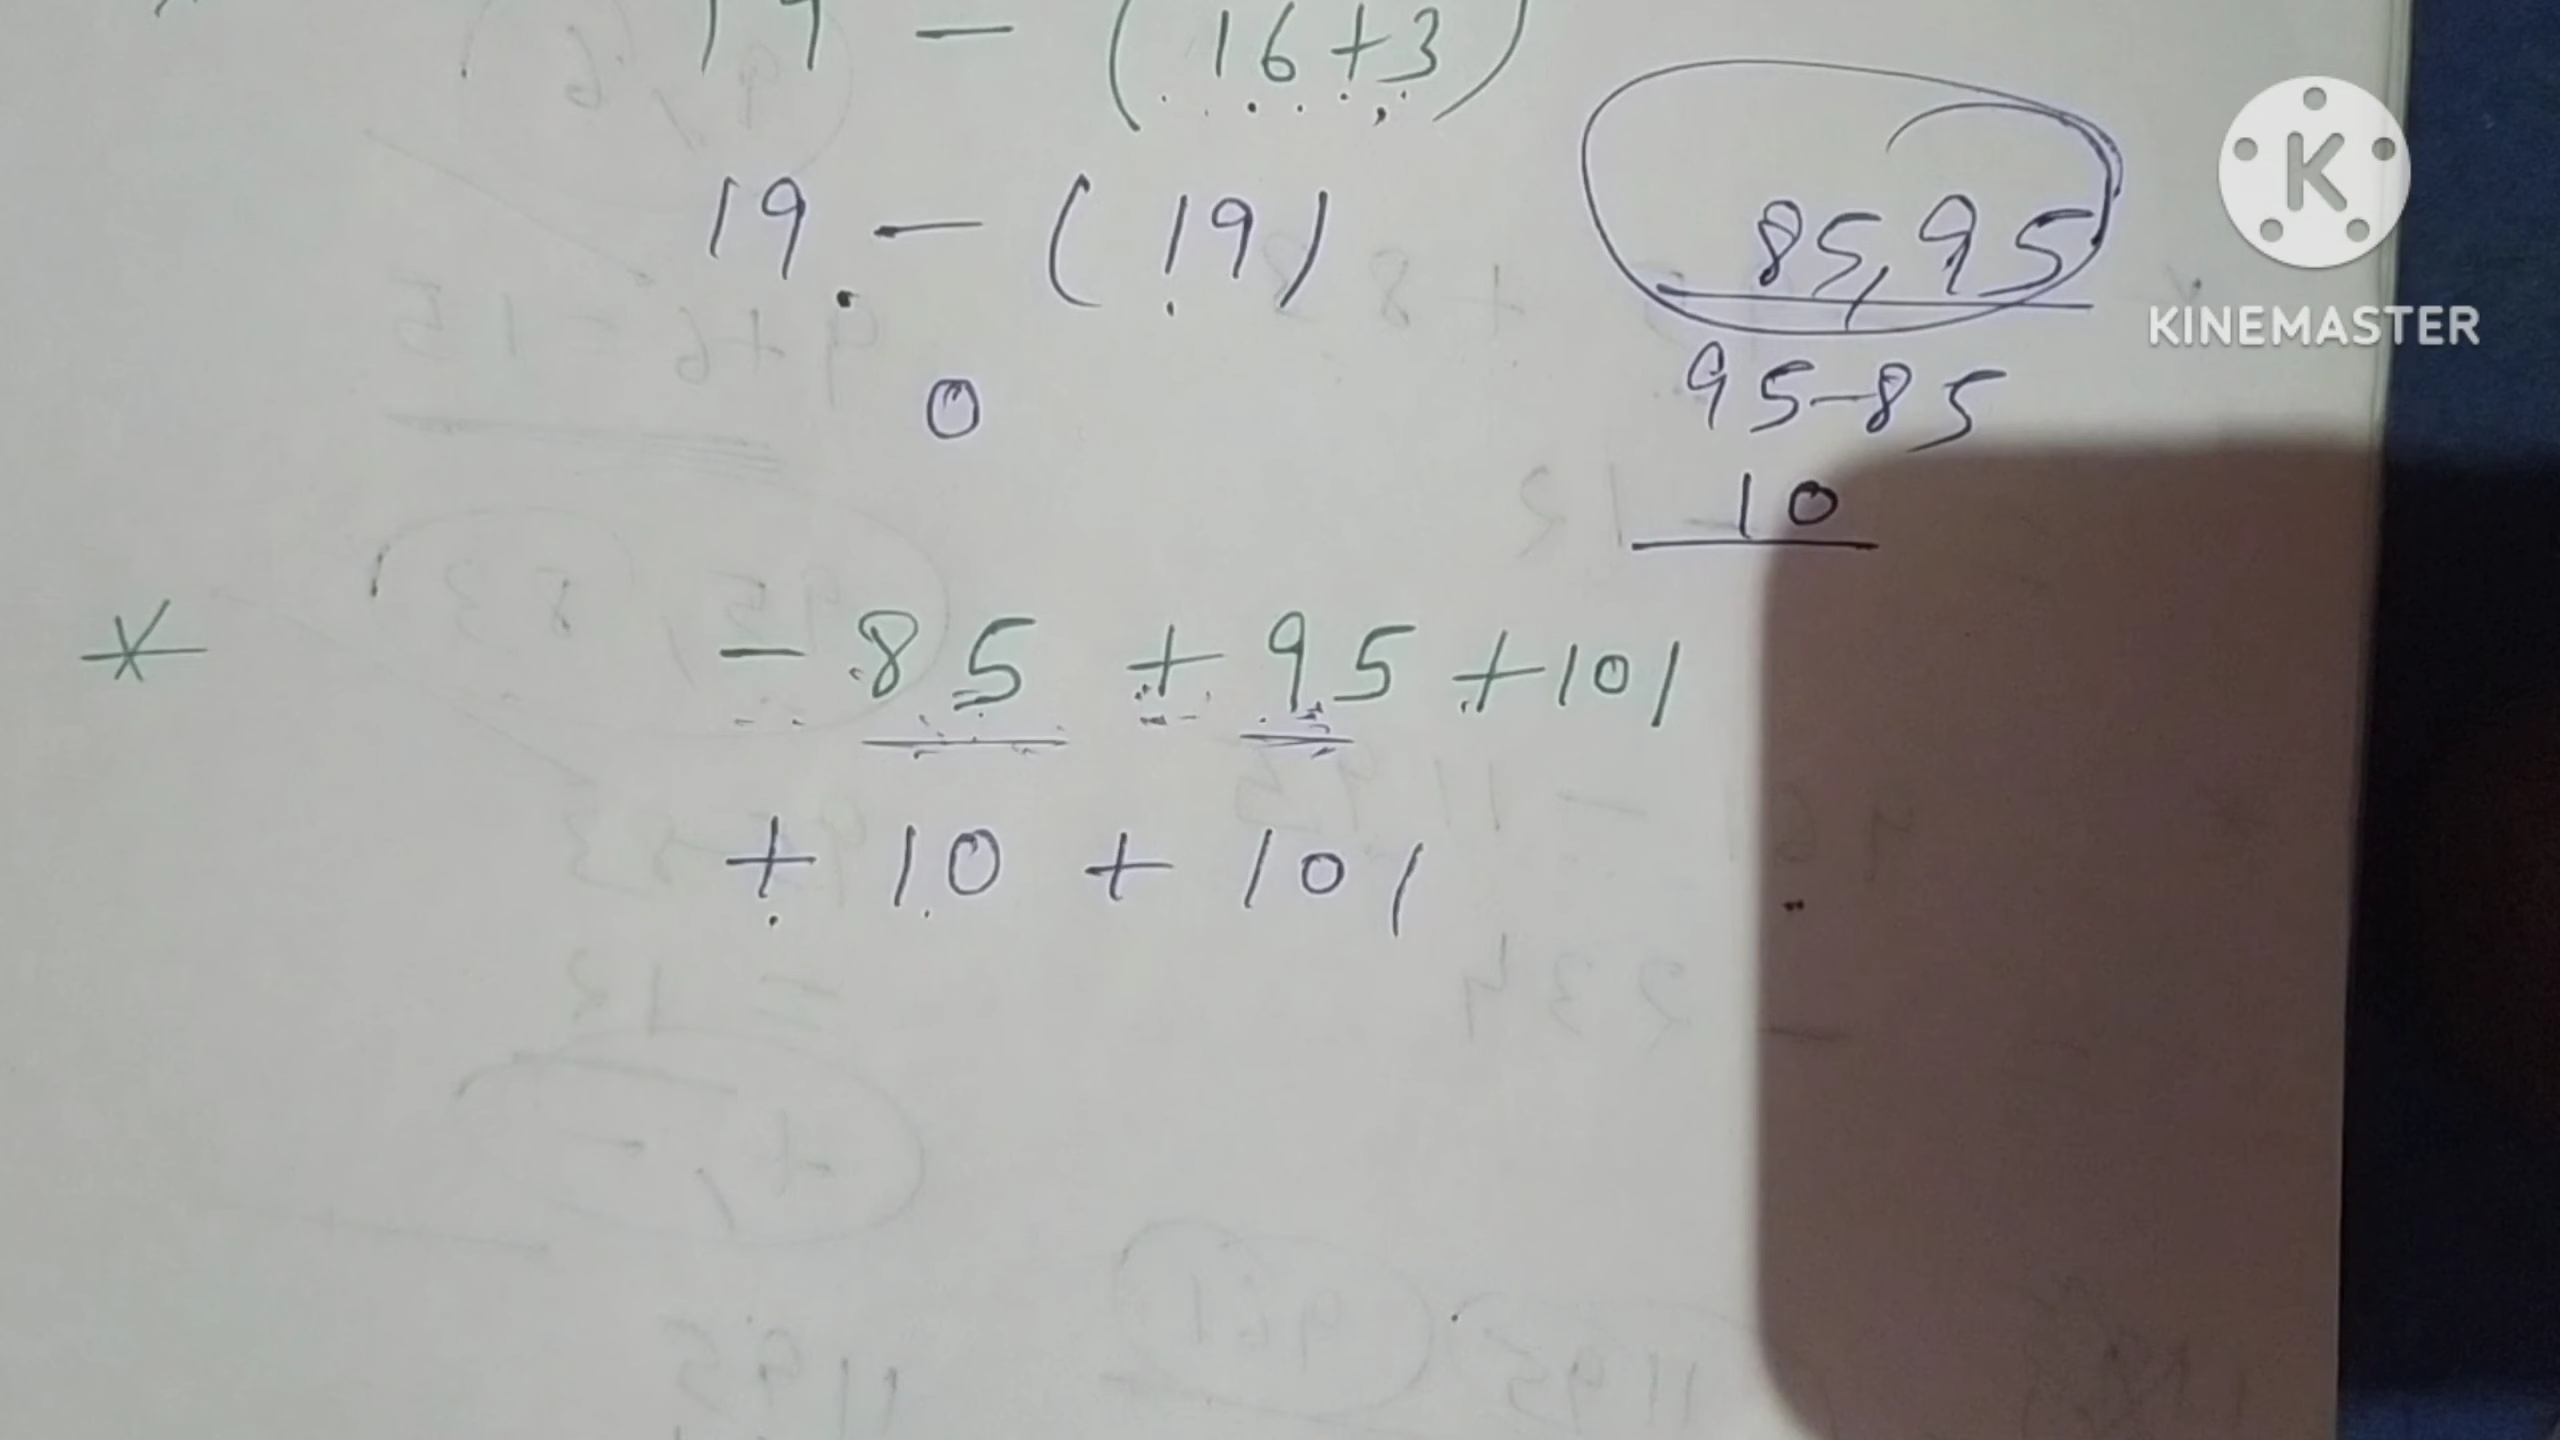 19 - (16+3)
19 - (19)
0
85,95
95-85
10
* -85 + 95 +101
+ 10 + 101
KINEMASTER